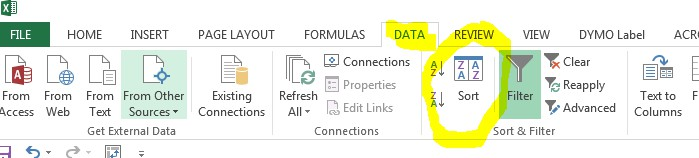 FILE HOME INSERT PAGE LAYOUT FORMULAS DATA REVIEW VIEW DYMO Label
From Access
From Web
From Text
From Other Sources
Existing Connections
Get External Data
Refresh All
Connections
Properties
Edit Links
Connections
A Z
Z A
Z A A Z
Sort
Filter
Clear
Reapply
Advanced
Sort & Filter
Text to Columns